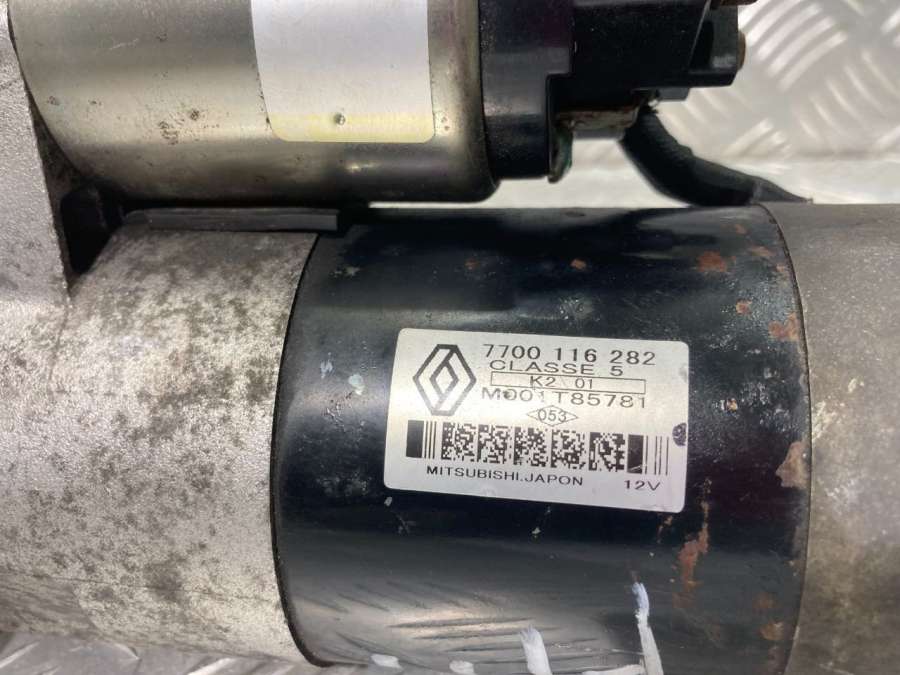 7700 116 282
CLASSE 5
K2 01
M001T85781
053
MITSUBISHI.JAPON 12V